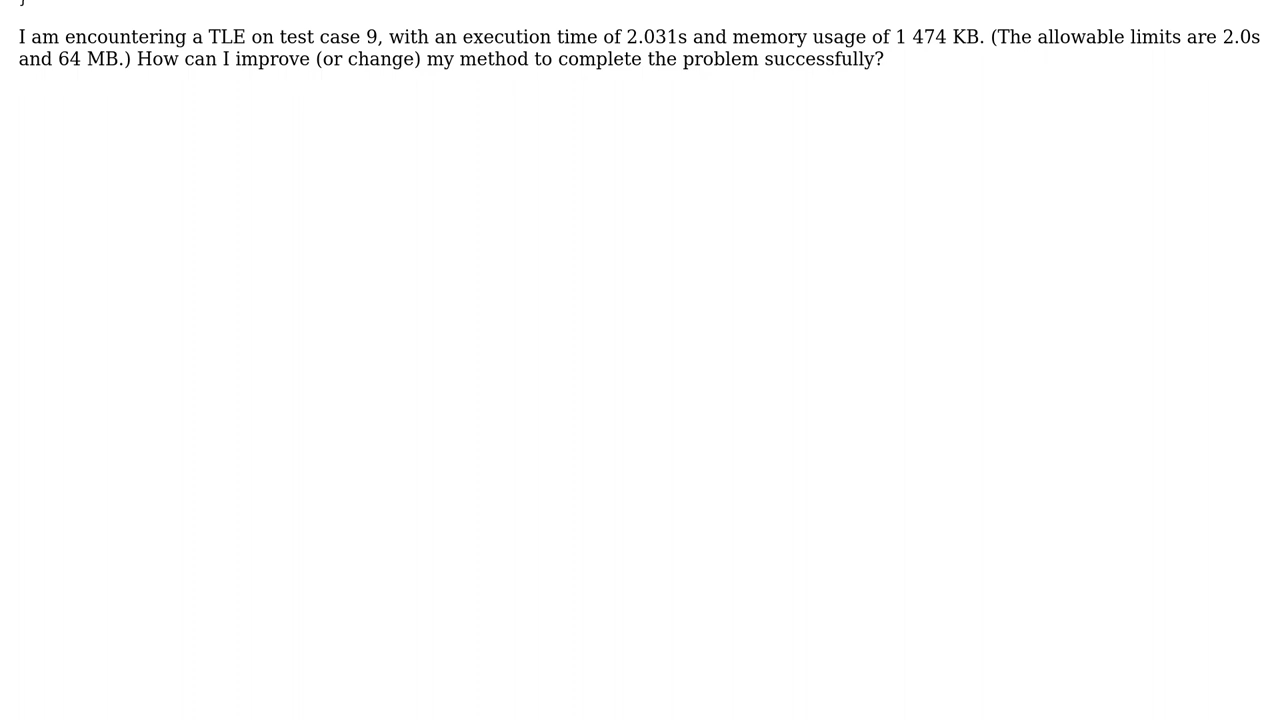 }
I am encountering a TLE on test case 9, with an execution time of 2.031s and memory usage of 1 474 KB. (The allowable limits are 2.0s
and 64 MB.) How can I improve (or change) my method to complete the problem successfully?